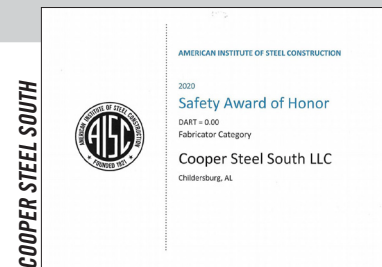 COOPER STEEL SOUTH
AMERICAN INSTITUTE OF STEEL CONSTRUCTION
2020
Safety Award of Honor
DART = 0.00
Fabricator Category
Cooper Steel South LLC
Childersburg, AL
AMERICAN INSTITUTE OF STEEL CONSTRUCTION
AISC
FOUNDED 1921